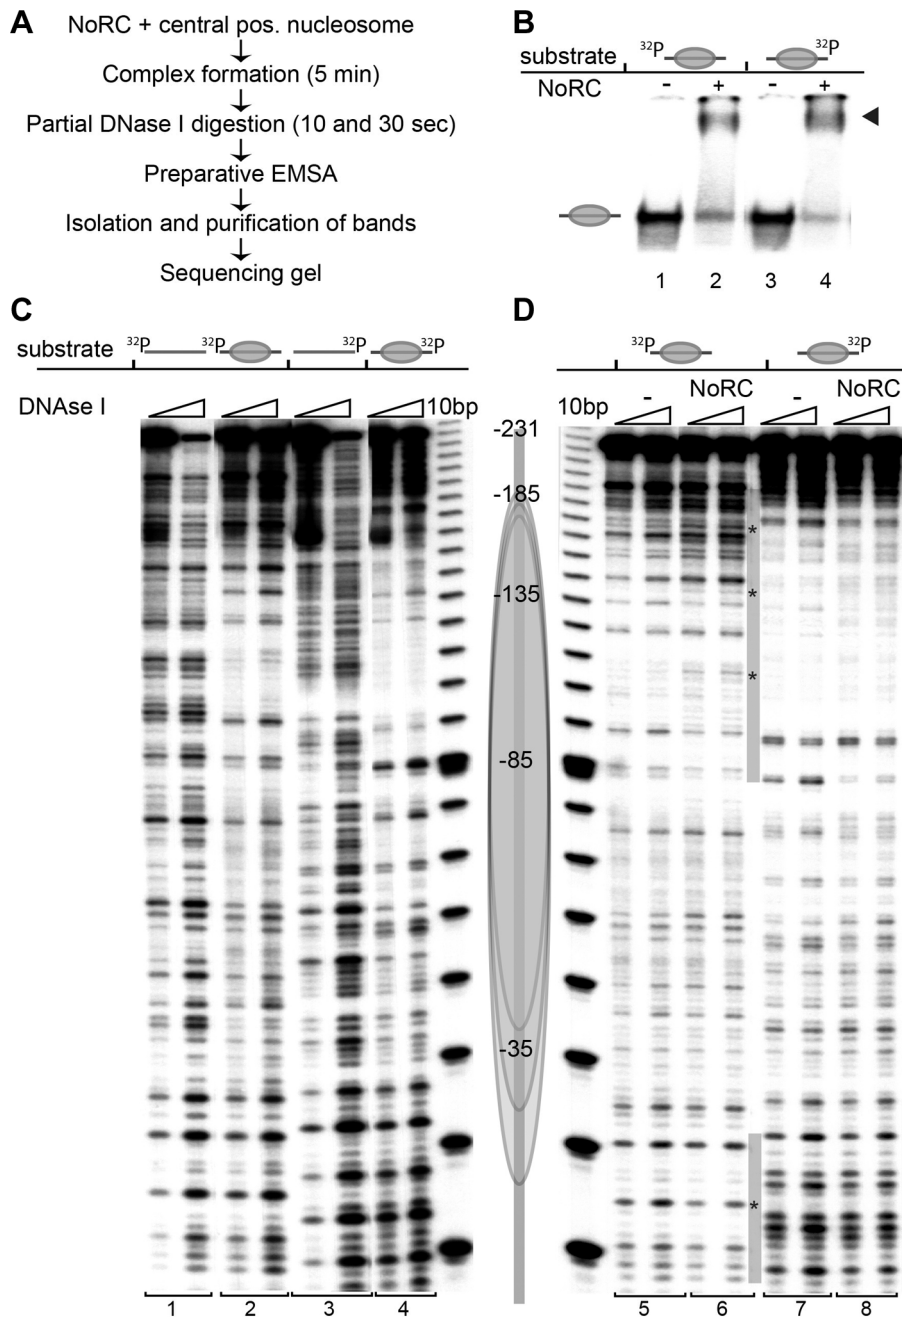 A
NoRC + central pos. nucleosome
Complex formation (5 min)
Partial DNase I digestion (10 and 30 sec)
Preparative EMSA
Isolation and purification of bands
Sequencing gel
B
substrate 32P 32P
NoRC - + - +
1 2 3 4
C
substrate 32P 32P 32P 32P
DNAse I 10bp
1 2 3 4
-231
-185
-135
-85
-35
D
32P 32P
10bp - NoRC - NoRC
*
*
*
*
5 6 7 8